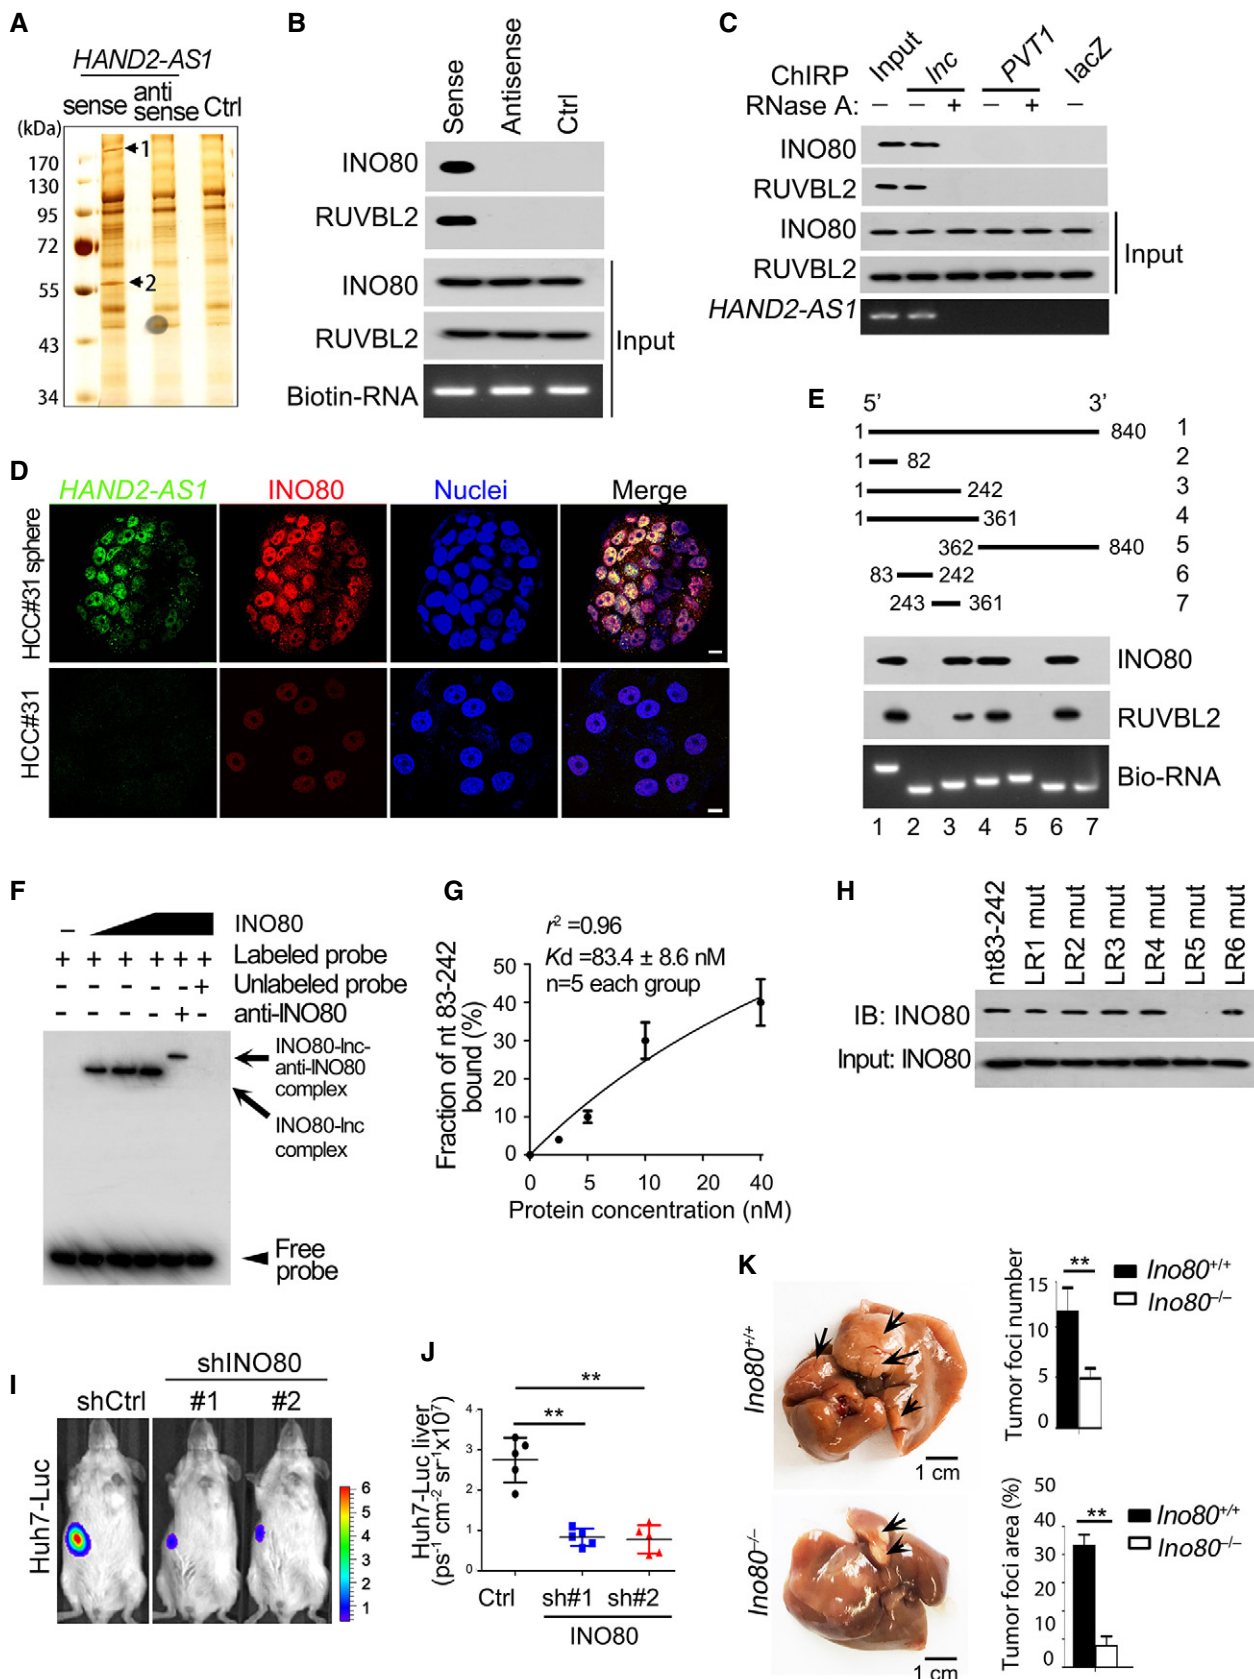 A
HAND2-AS1
sense
anti
sense
Ctrl
(kDa)
170
130
95
72
55
43
34
1
2
B
Sense
Antisense
Ctrl
INO80
RUVBL2
INO80
RUVBL2
Biotin-RNA
Input
C
ChIRP
Input
lnc
PVT1
lacZ
RNase A: – – + – + –
INO80
RUVBL2
INO80
RUVBL2
HAND2-AS1
Input
D
HAND2-AS1
INO80
Nuclei
Merge
HCC#31 sphere
HCC#31
E
5’ 3’
1 840 1
1 82 2
1 242 3
1 361 4
362 840 5
83 242 6
243 361 7
INO80
RUVBL2
Bio-RNA
1 2 3 4 5 6 7
F
– INO80
+ + + + + + Labeled probe
- - - - - + Unlabeled probe
- - - - + - anti-INO80
INO80-lnc-
anti-INO80
complex
INO80-lnc
complex
Free
probe
G
r² =0.96
Kd =83.4 ± 8.6 nM
n=5 each group
Fraction of nt 83-242
bound (%)
50
40
30
20
10
0
0 5 10 20 40
Protein concentration (nM)
H
nt83-242
LR1 mut
LR2 mut
LR3 mut
LR4 mut
LR5 mut
LR6 mut
IB: INO80
Input: INO80
I
shINO80
shCtrl #1 #2
Huh7-Luc
6
5
4
3
2
1
J
Huh7-Luc liver
(ps⁻¹ cm⁻² sr⁻¹x10⁷)
4
3
2
1
0
**
**
Ctrl sh#1 sh#2
INO80
K
Ino80+/+
1 cm
Ino80–/–
1 cm
Tumor foci number
15
10
5
0
**
Ino80+/+
Ino80–/–
Tumor foci area (%)
50
40
30
10
0
**
Ino80+/+
Ino80–/–